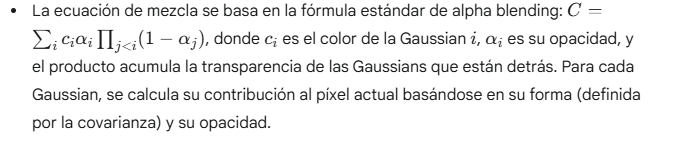 • La ecuación de mezcla se basa en la fórmula estándar de alpha blending: $C =$
$\sum_i c_i \alpha_i \prod_{j<i} (1 - \alpha_j)$, donde $c_i$ es el color de la Gaussian $i$, $\alpha_i$ es su opacidad, y
el producto acumula la transparencia de las Gaussians que están detrás. Para cada
Gaussian, se calcula su contribución al píxel actual basándose en su forma (definida
por la covarianza) y su opacidad.